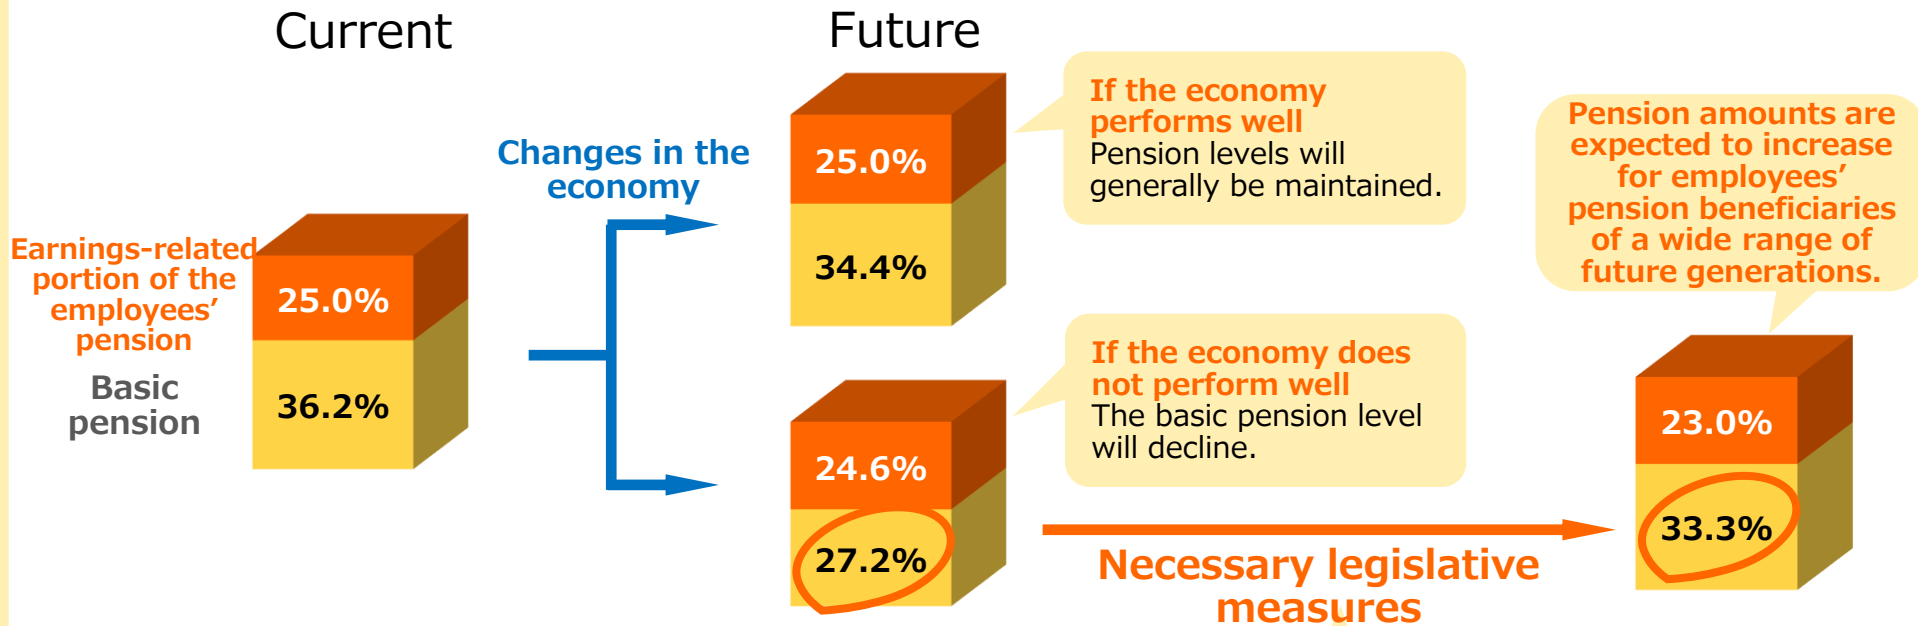 Current
Future
Earnings-related
portion of the
employees’
pension
Basic
pension
25.0%
36.2%
Changes in the
economy
25.0%
34.4%
If the economy
performs well
Pension levels will
generally be maintained.
24.6%
27.2%
If the economy does
not perform well
The basic pension level
will decline.
Necessary legislative
measures
Pension amounts are
expected to increase
for employees’
pension beneficiaries
of a wide range of
future generations.
23.0%
33.3%